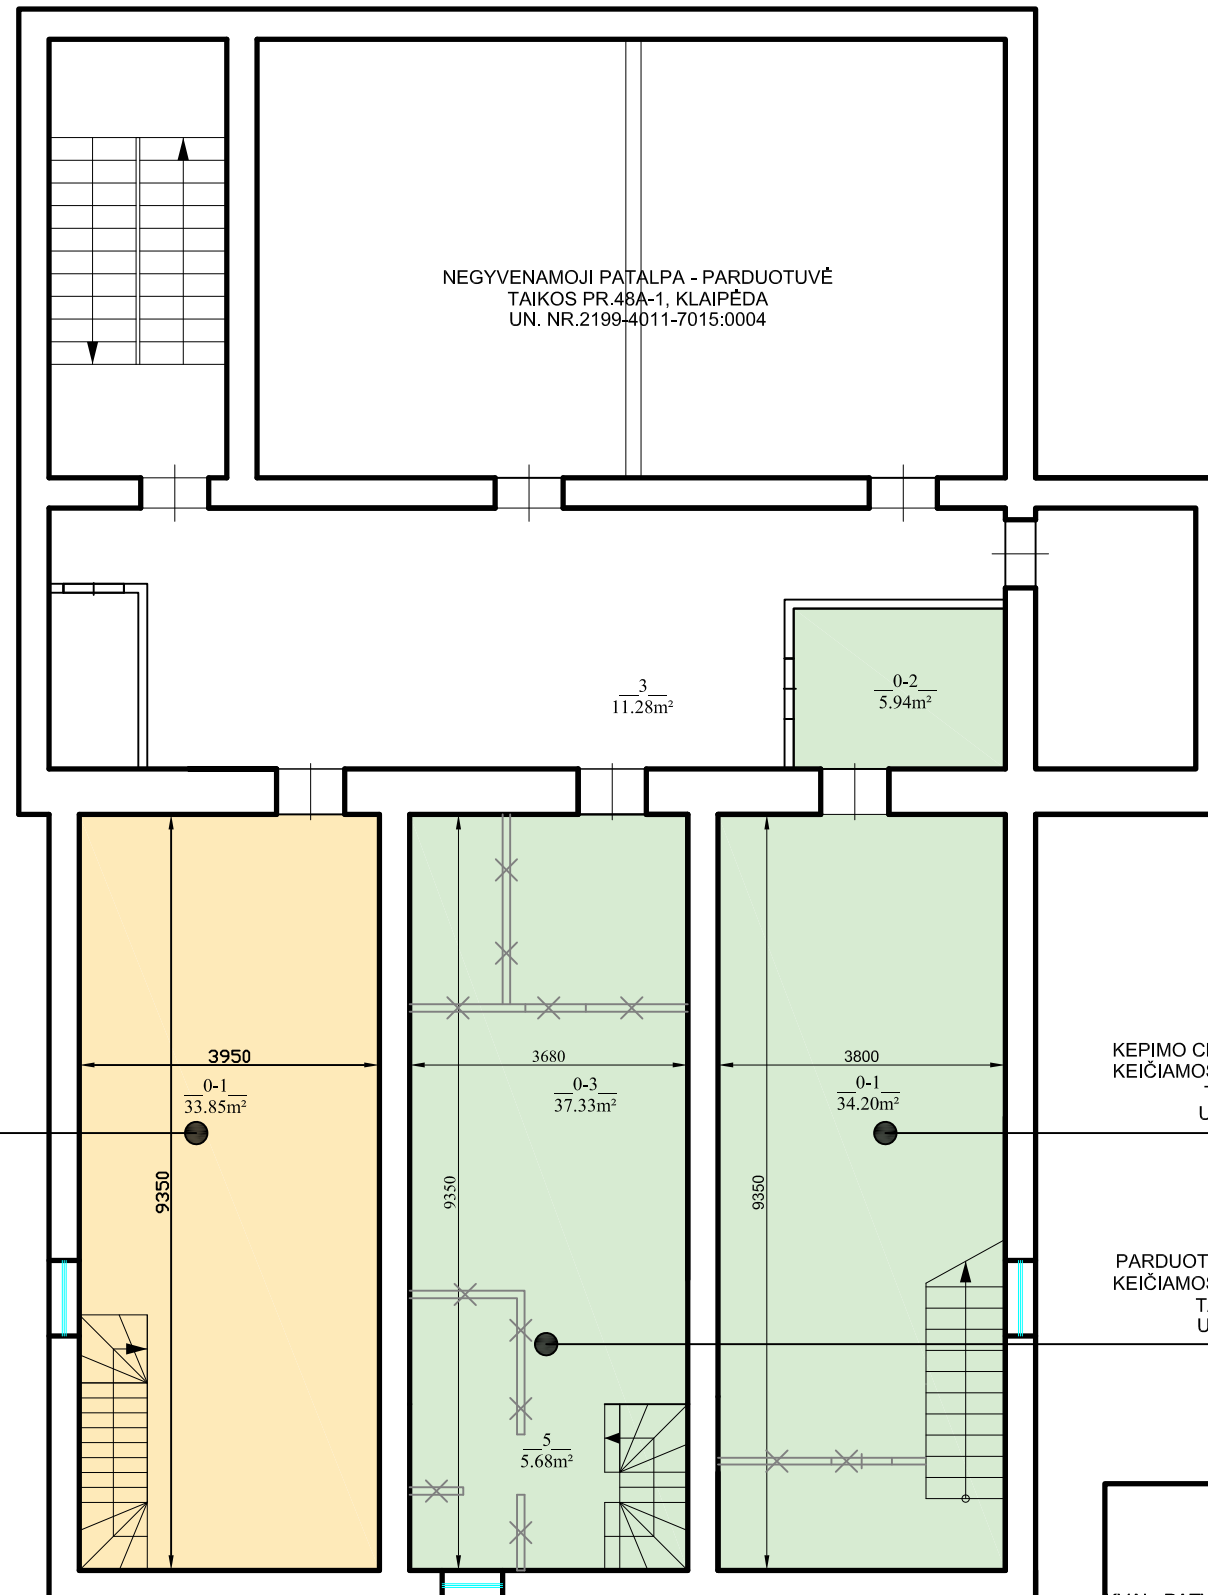 NEGYVENAMOJI PATALPA - PARDUOTUVĖ
TAIKOS PR.48A-1, KLAIPĖDA
UN. NR.2199-4011-7015:0004
3
11.28m²
0-2
5.94m²
3950
0-1
33.85m²
9350
3680
0-3
37.33m²
9350
5
5.68m²
3800
0-1
34.20m²
9350
KEPIMO
KEIČIAMOS
T
U
PARDUOT
KEIČIAMOS
TA
U